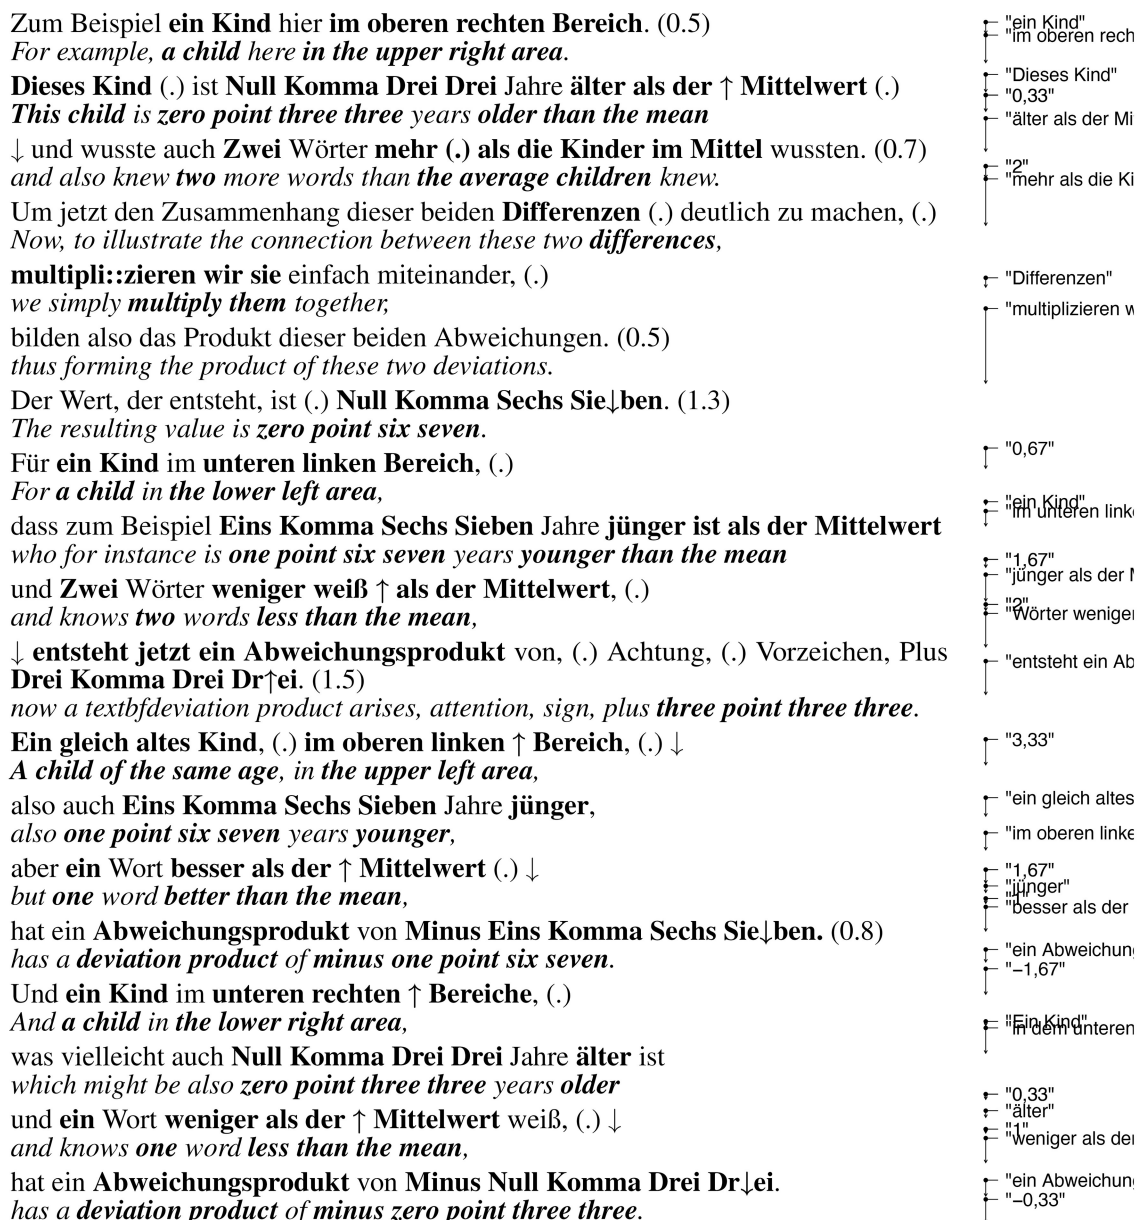 Zum Beispiel ein Kind hier im oberen rechten Bereich. (0.5)
For example, a child here in the upper right area.
Dieses Kind (.) ist Null Komma Drei Drei Jahre älter als der ↑ Mittelwert (.)
This child is zero point three three years older than the mean
↓ und wusste auch Zwei Wörter mehr (.) als die Kinder im Mittel wussten. (0.7)
and also knew two more words than the average children knew.
Um jetzt den Zusammenhang dieser beiden Differenzen (.) deutlich zu machen, (.)
Now, to illustrate the connection between these two differences,
multipli::zieren wir sie einfach miteinander, (.)
we simply multiply them together,
bilden also das Produkt dieser beiden Abweichungen. (0.5)
thus forming the product of these two deviations.
Der Wert, der entsteht, ist (.) Null Komma Sechs Sie↓ben. (1.3)
The resulting value is zero point six seven.
Für ein Kind im unteren linken Bereich, (.)
For a child in the lower left area,
dass zum Beispiel Eins Komma Sechs Sieben Jahre jünger ist als der Mittelwert
who for instance is one point six seven years younger than the mean
und Zwei Wörter weniger weiß ↑ als der Mittelwert, (.)
and knows two words less than the mean,
↓ entsteht jetzt ein Abweichungsprodukt von, (.) Achtung, (.) Vorzeichen, Plus
Drei Komma Drei Dr↑ei. (1.5)
now a textbfdeviation product arises, attention, sign, plus three point three three.
Ein gleich altes Kind, (.) im oberen linken ↑ Bereich, (.) ↓
A child of the same age, in the upper left area,
also auch Eins Komma Sechs Sieben Jahre jünger,
also one point six seven years younger,
aber ein Wort besser als der ↑ Mittelwert (.) ↓
but one word better than the mean,
hat ein Abweichungsprodukt von Minus Eins Komma Sechs Sie↓ben. (0.8)
has a deviation product of minus one point six seven.
Und ein Kind im unteren rechten ↑ Bereiche, (.)
And a child in the lower right area,
was vielleicht auch Null Komma Drei Drei Jahre älter ist
which might be also zero point three three years older
und ein Wort weniger als der ↑ Mittelwert weiß, (.) ↓
and knows one word less than the mean,
hat ein Abweichungsprodukt von Minus Null Komma Drei Dr↓ei.
has a deviation product of minus zero point three three.
"ein Kind"
"im oberen rech
"Dieses Kind"
"0,33"
"älter als der Mi
"2"
"mehr als die Ki
"Differenzen"
"multiplizieren w
"0,67"
"ein Kind"
"im unteren linke
"1,67"
"jünger als der M
"2"
"Wörter weniger
"entsteht ein Ab
"3,33"
"ein gleich altes
"im oberen linke
"1,67"
"jünger"
"1"
"besser als der
"ein Abweichung
"−1,67"
"Ein Kind"
"in dem unteren
"0,33"
"älter"
"1"
"weniger als der
"ein Abweichung
"−0,33"